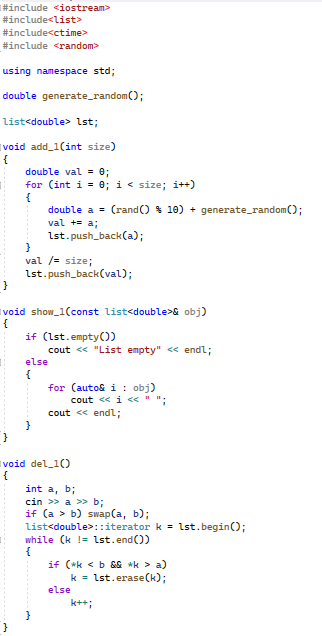 #include <iostream>
#include<list>
#include<ctime>
#include <random>
using namespace std;
double generate_random();
list<double> lst;
void add_l(int size)
{
double val = 0;
for (int i = 0; i < size; i++)
{
double a = (rand() % 10) + generate_random();
val += a;
lst.push_back(a);
}
val /= size;
lst.push_back(val);
}
void show_l(const list<double>& obj)
{
if (lst.empty())
cout << "List empty" << endl;
else
{
for (auto& i : obj)
cout << i << " ";
cout << endl;
}
}
void del_l()
{
int a, b;
cin >> a >> b;
if (a > b) swap(a, b);
list<double>::iterator k = lst.begin();
while (k != lst.end())
{
if (*k < b && *k > a)
k = lst.erase(k);
else
k++;
}
}